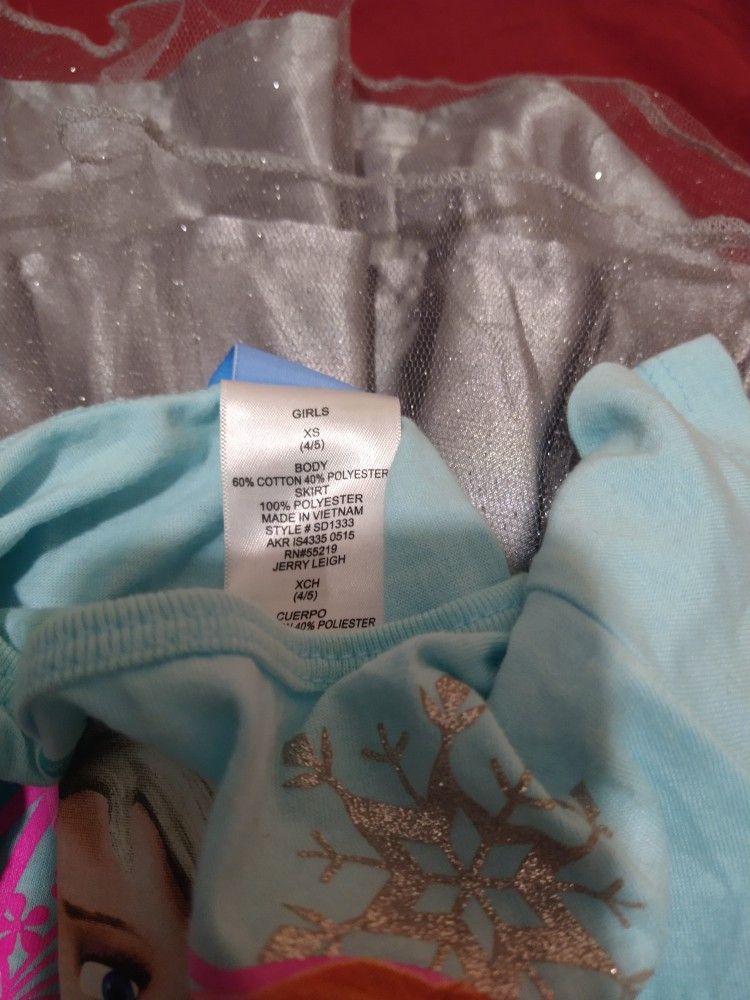 GIRLS
XS
(4/5)
BODY
60% COTTON 40% POLYESTER
SKIRT
100% POLYESTER
MADE IN VIETNAM
STYLE # SD1333
AKR IS4335 0515
RN#55219
JERRY LEIGH
XCH
(4/5)
CUERPO
40% POLIESTER